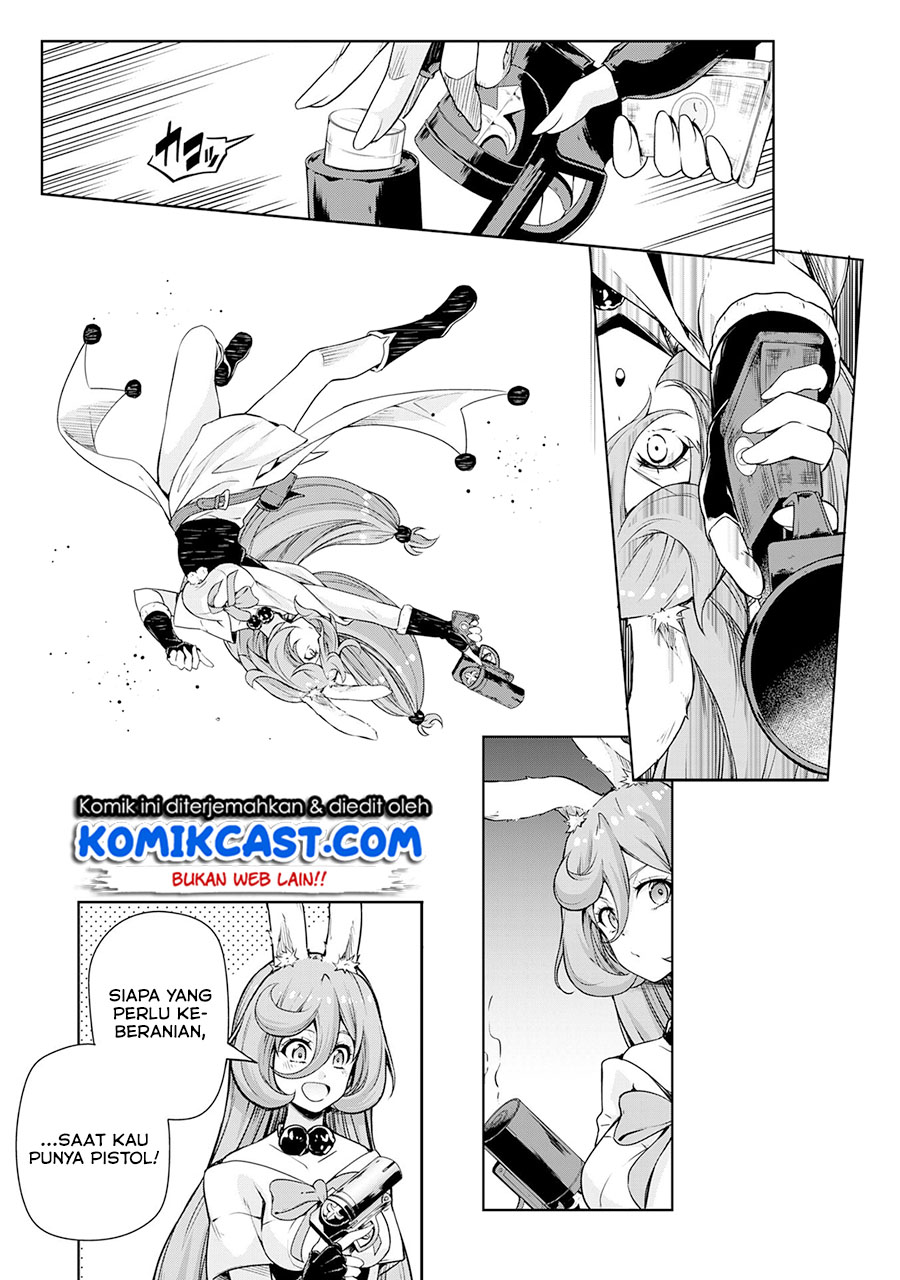 カニッ
Komik ini diterjemahkan & diedit oleh
KOMIKCAST.COM
BUKAN WEB LAIN!!
SIAPA YANG
PERLU KE-
BERANIAN,
...SAAT KAU
PUNYA PISTOL!